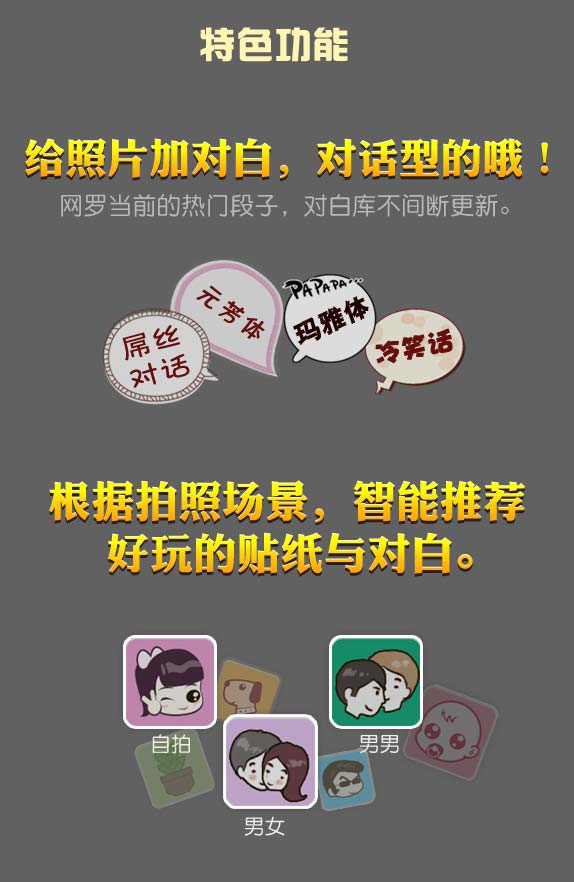 特色功能
给照片加对白，对话型的哦！
网罗当前的热门段子，对白库不间断更新。
屌丝
对话
元芳体
PAPAPA...
玛雅体
冷笑话
根据拍照场景，智能推荐
好玩的贴纸与对白。
自拍
男男
男女